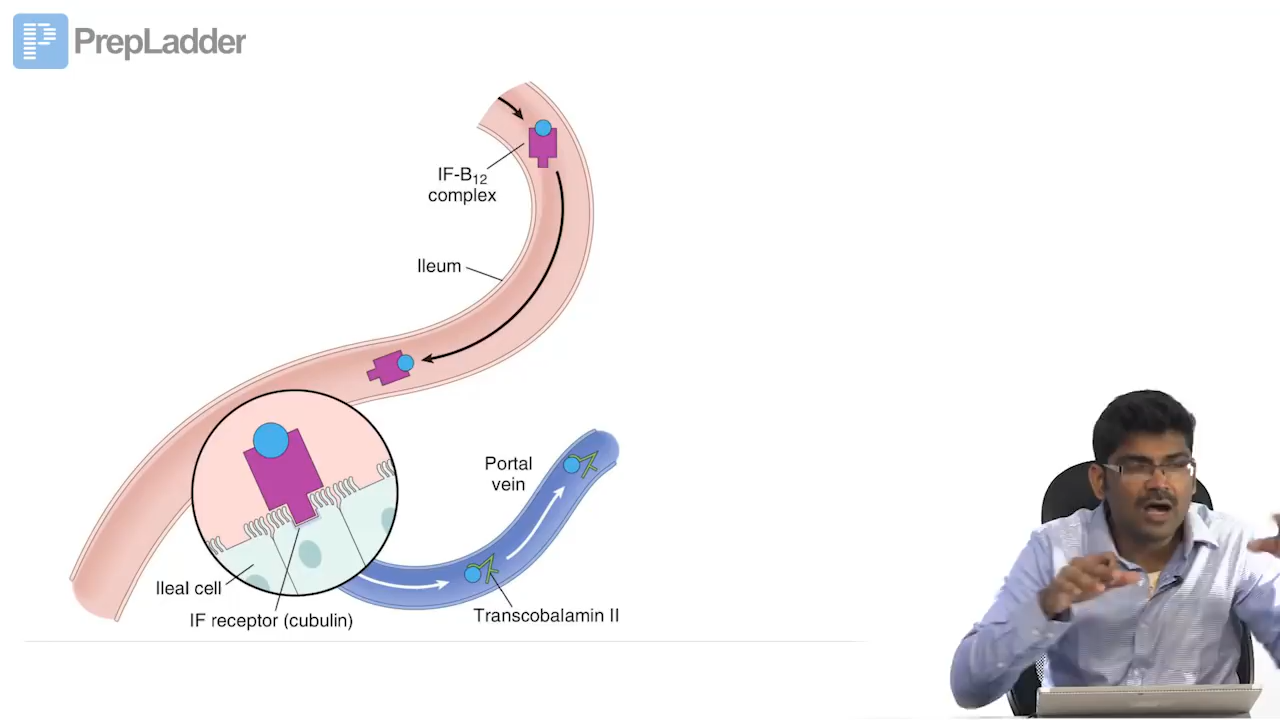 PrepLadder
IF-B12
complex
Ileum
Portal
vein
Ileal cell
IF receptor (cubulin)
Transcobalamin II